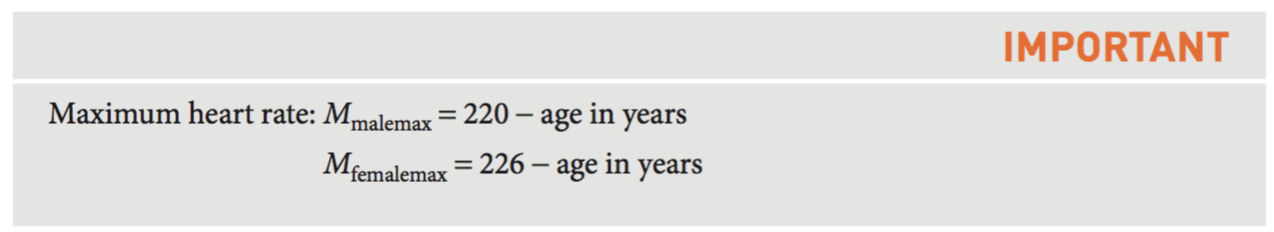 IMPORTANT
Maximum heart rate: Mmalemax = 220 – age in years
Mfemalemax = 226 – age in years